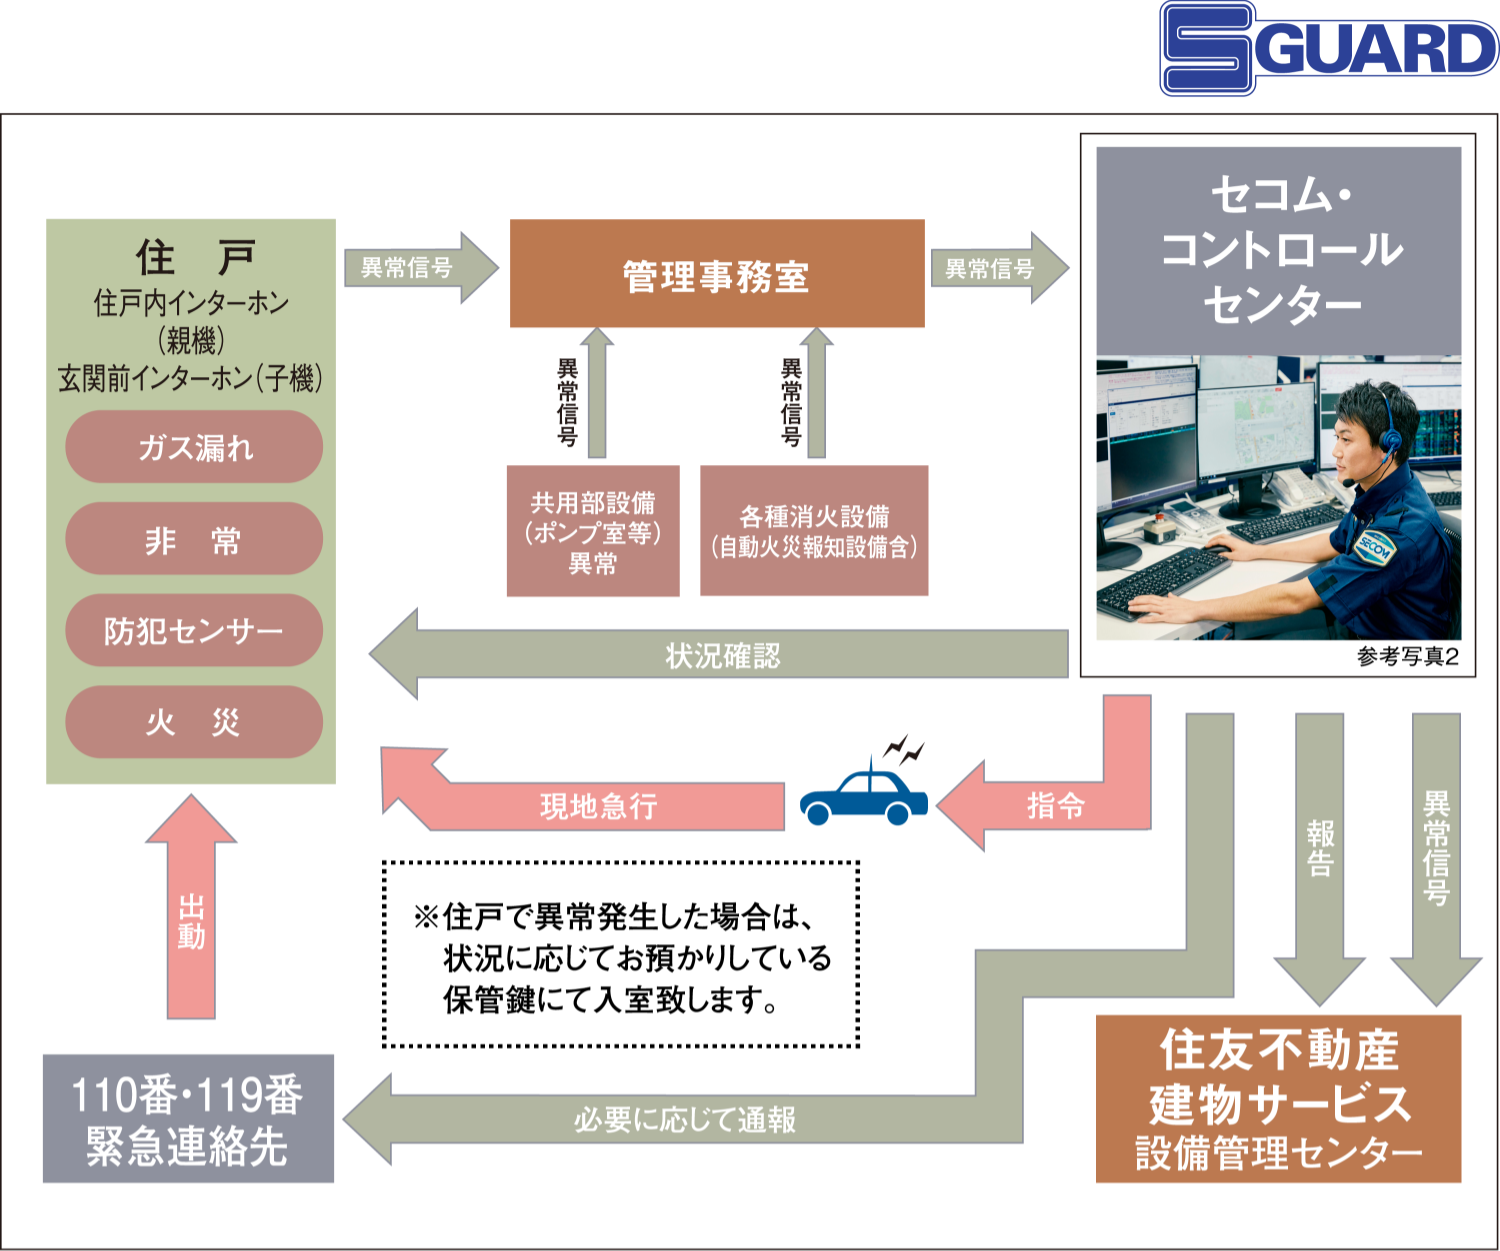 S GUARD
住　戸
住戸内インターホン
（親機）
玄関前インターホン（子機）
ガス漏れ
非　常
防犯センサー
火　災
異常信号
管理事務室
異常信号
セコム・
コントロール
センター
SECOM
参考写真2
異常信号
異常信号
共用部設備
（ポンプ室等）
異常
各種消火設備
（自動火災報知設備含）
状況確認
現地急行
指令
出動
報告
異常信号
※住戸で異常発生した場合は、
状況に応じてお預かりしている
保管鍵にて入室致します。
110番・119番
緊急連絡先
必要に応じて通報
住友不動産
建物サービス
設備管理センター